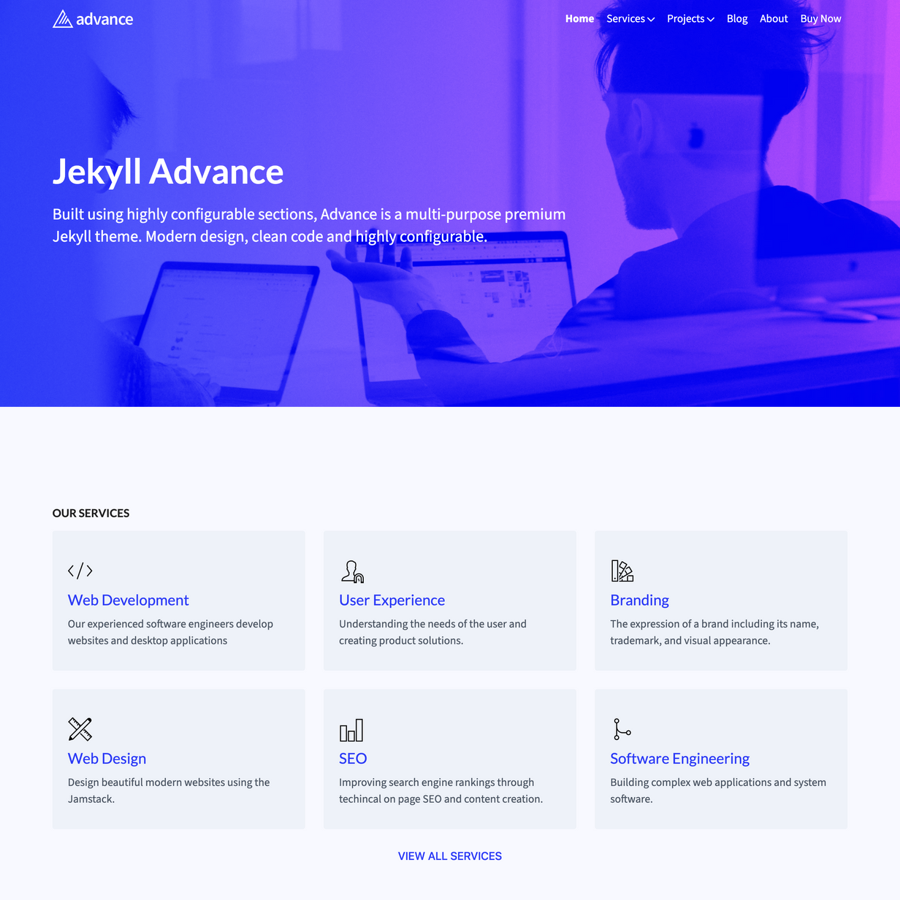 advance
Home Services Projects Blog About Buy Now
Jekyll Advance
Built using highly configurable sections, Advance is a multi-purpose premium
Jekyll theme. Modern design, clean code and highly configurable.
OUR SERVICES
Web Development
Our experienced software engineers develop
websites and desktop applications
User Experience
Understanding the needs of the user and
creating product solutions.
Branding
The expression of a brand including its name,
trademark, and visual appearance.
Web Design
Design beautiful modern websites using the
Jamstack.
SEO
Improving search engine rankings through
techincal on page SEO and content creation.
Software Engineering
Building complex web applications and system
software.
VIEW ALL SERVICES